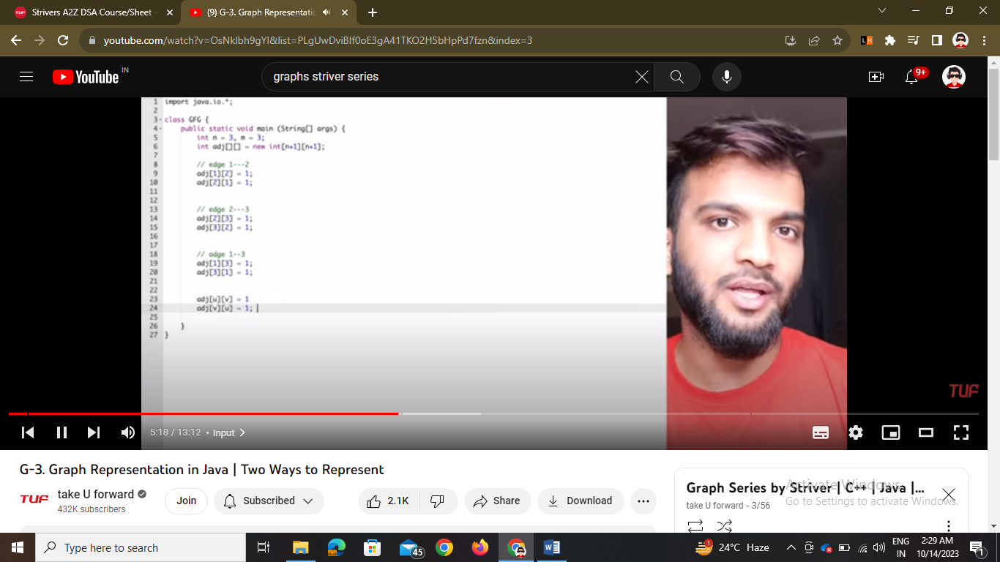 TUF
Strivers A2Z DSA Course/Sheet -
(9) G-3. Graph Representatic
youtube.com/watch?v=OsNklbh9gYI&list=PLgUwDviBIf0oE3gA41TKO2H5bHpPd7fzn&index=3
LH
YouTube IN
graphs striver series
9+
1 import java.io.*;
2
3 class GFG {
4 public static void main (String[] args) {
5 int n = 3, m = 3;
6 int adj[][] = new int[n+1][n+1];
7
8 // edge 1---2
9 adj[1][2] = 1;
10 adj[2][1] = 1;
11
12
13 // edge 2---3
14 adj[2][3] = 1;
15 adj[3][2] = 1;
16
17
18 // adge 1--3
19 adj[1][3] = 1;
20 adj[3][1] = 1;
21
22
23 adj[u][v] = 1
24 adj[v][u] = 1;
25
26 }
27 }
TUF
5:18 / 13:12 • Input >
G-3. Graph Representation in Java | Two Ways to Represent
TUF
take U forward
432K subscribers
Join
Subscribed
2.1K
Share
Download
Graph Series by Striver | C++ | Java |...
take U forward - 3/56
Activate Windows
Go to Settings to activate Windows.
Type here to search
45
W
1
24°C Haze
ENG
IN
2:29 AM
10/14/2023
1